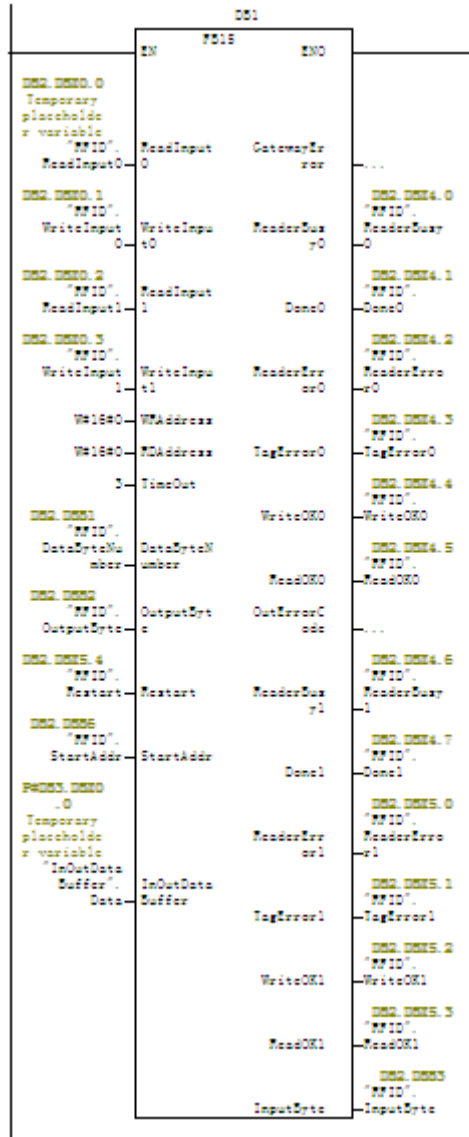 DB1
FB15
EN ENO
DB2.DBX0.0
Temporary
placeholde
r variable
"RFID".
ReadInput0
ReadInput
0
GatewayEr
ror
...
DB2.DBX0.1
"RFID".
WriteInput
0
WriteInpu
t0
ReaderBus
y0
DB2.DBX4.0
"RFID".
ReaderBusy
0
DB2.DBX0.2
"RFID".
ReadInput1
ReadInput
1
Done0
DB2.DBX4.1
"RFID".
Done0
DB2.DBX0.3
"RFID".
WriteInput
1
WriteInpu
t1
ReaderErr
or0
DB2.DBX4.2
"RFID".
ReaderErro
r0
W#16#0
WRAddress
W#16#0
RDAddress
TagError0
DB2.DBX4.3
"RFID".
TagError0
3
TimeOut
WriteOK0
DB2.DBX4.4
"RFID".
WriteOK0
DB2.DBB1
"RFID".
DataByteNu
mber
DataByteN
umber
ReadOK0
DB2.DBX4.5
"RFID".
ReadOK0
DB2.DBB2
"RFID".
OutputByte
OutputByt
e
OutErrorC
ode
...
DB2.DBX5.4
"RFID".
Restart
Restart
ReaderBus
y1
DB2.DBX4.6
"RFID".
ReaderBusy
1
DB2.DBB6
"RFID".
StartAddr
StartAddr
Done1
DB2.DBX4.7
"RFID".
Done1
P#DB3.DBX0
.0
Temporary
placeholde
r variable
"InOutData
Buffer".
Data
InOutData
Buffer
ReaderErr
or1
DB2.DBX5.0
"RFID".
ReaderErro
r1
TagError1
DB2.DBX5.1
"RFID".
TagError1
WriteOK1
DB2.DBX5.2
"RFID".
WriteOK1
ReadOK1
DB2.DBX5.3
"RFID".
ReadOK1
InputByte
DB2.DBB3
"RFID".
InputByte